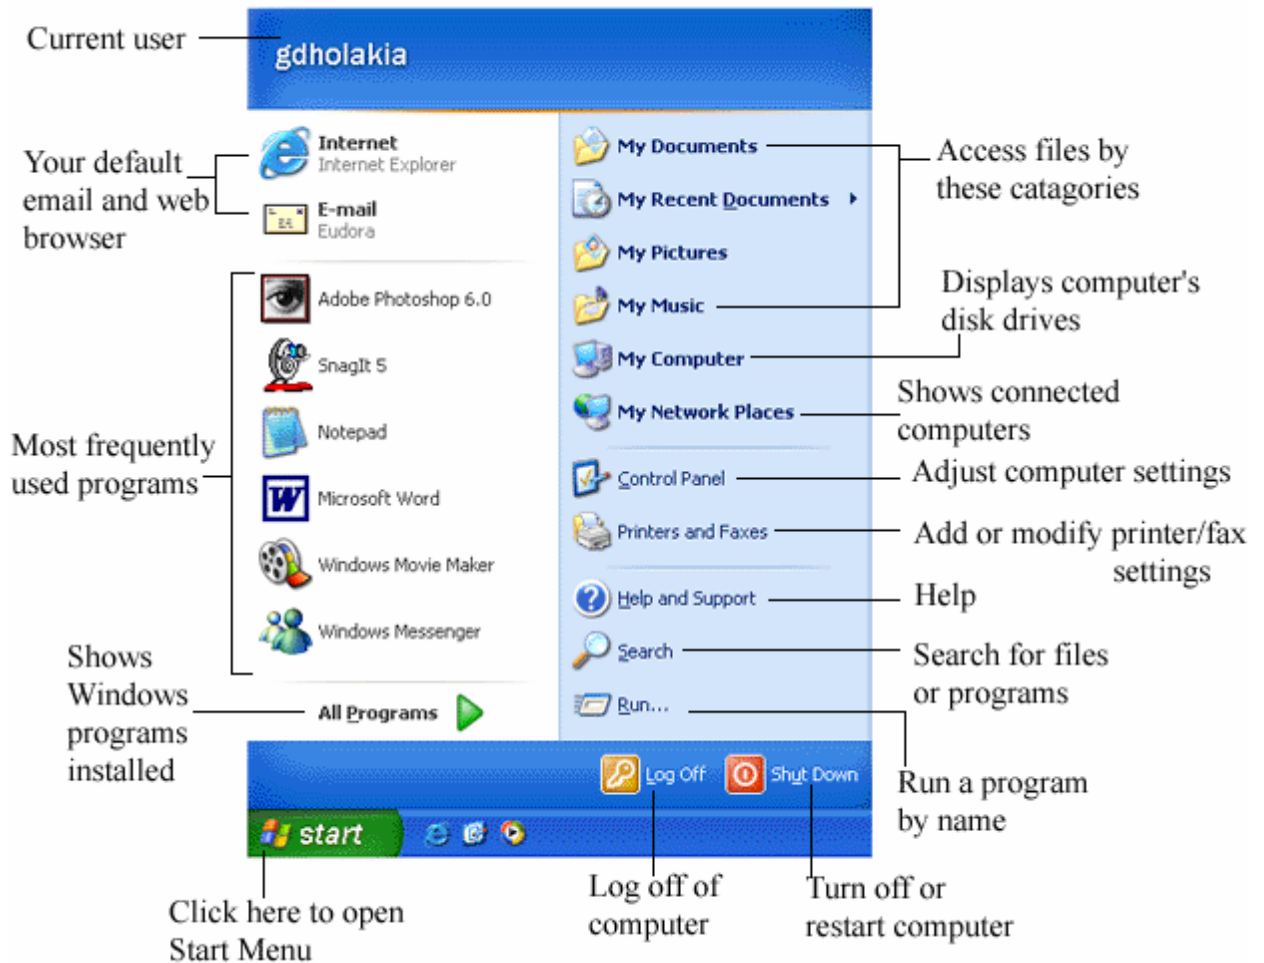 Current user
gdholakia
Your default
email and web
browser
Internet
Internet Explorer
E-mail
Eudora
Most frequently
used programs
Adobe Photoshop 6.0
SnagIt 5
Notepad
Microsoft Word
Windows Movie Maker
Windows Messenger
Shows
Windows
programs
installed
All Programs
My Documents
My Recent Documents
My Pictures
My Music
My Computer
My Network Places
Control Panel
Printers and Faxes
Help and Support
Search
Run...
Access files by
these catagories
Displays computer's
disk drives
Shows connected
computers
Adjust computer settings
Add or modify printer/fax
settings
Help
Search for files
or programs
Run a program
by name
Log Off
Shut Down
start
Click here to open
Start Menu
Log off of
computer
Turn off or
restart computer